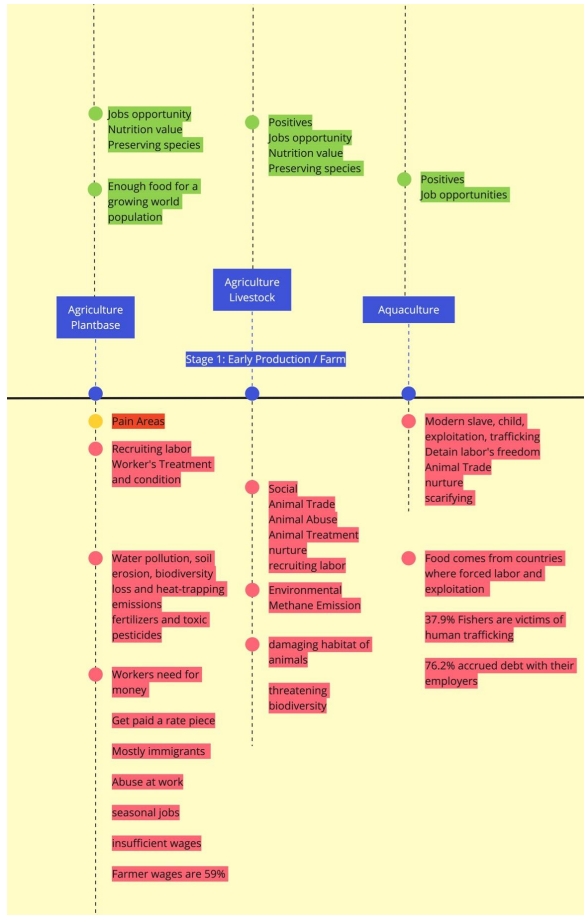 Jobs opportunity
Nutrition value
Preserving species
Enough food for a
growing world
population
Positives
Jobs opportunity
Nutrition value
Preserving species
Positives
Job opportunities
Agriculture
Plantbase
Agriculture
Livestock
Aquaculture
Stage 1: Early Production / Farm
Pain Areas
Recruiting labor
Worker's Treatment
and condition
Water pollution, soil
erosion, biodiversity
loss and heat-trapping
emissions
fertilizers and toxic
pesticides
Workers need for
money
Get paid a rate piece
Mostly immigrants
Abuse at work
seasonal jobs
insufficient wages
Farmer wages are 59%
Social
Animal Trade
Animal Abuse
Animal Treatment
nurture
recruiting labor
Environmental
Methane Emission
damaging habitat of
animals
threatening
biodiversity
Modern slave, child,
exploitation, trafficking
Detain labor's freedom
Animal Trade
nurture
scarifying
Food comes from countries
where forced labor and
exploitation
37.9% Fishers are victims of
human trafficking
76.2% accrued debt with their
employers